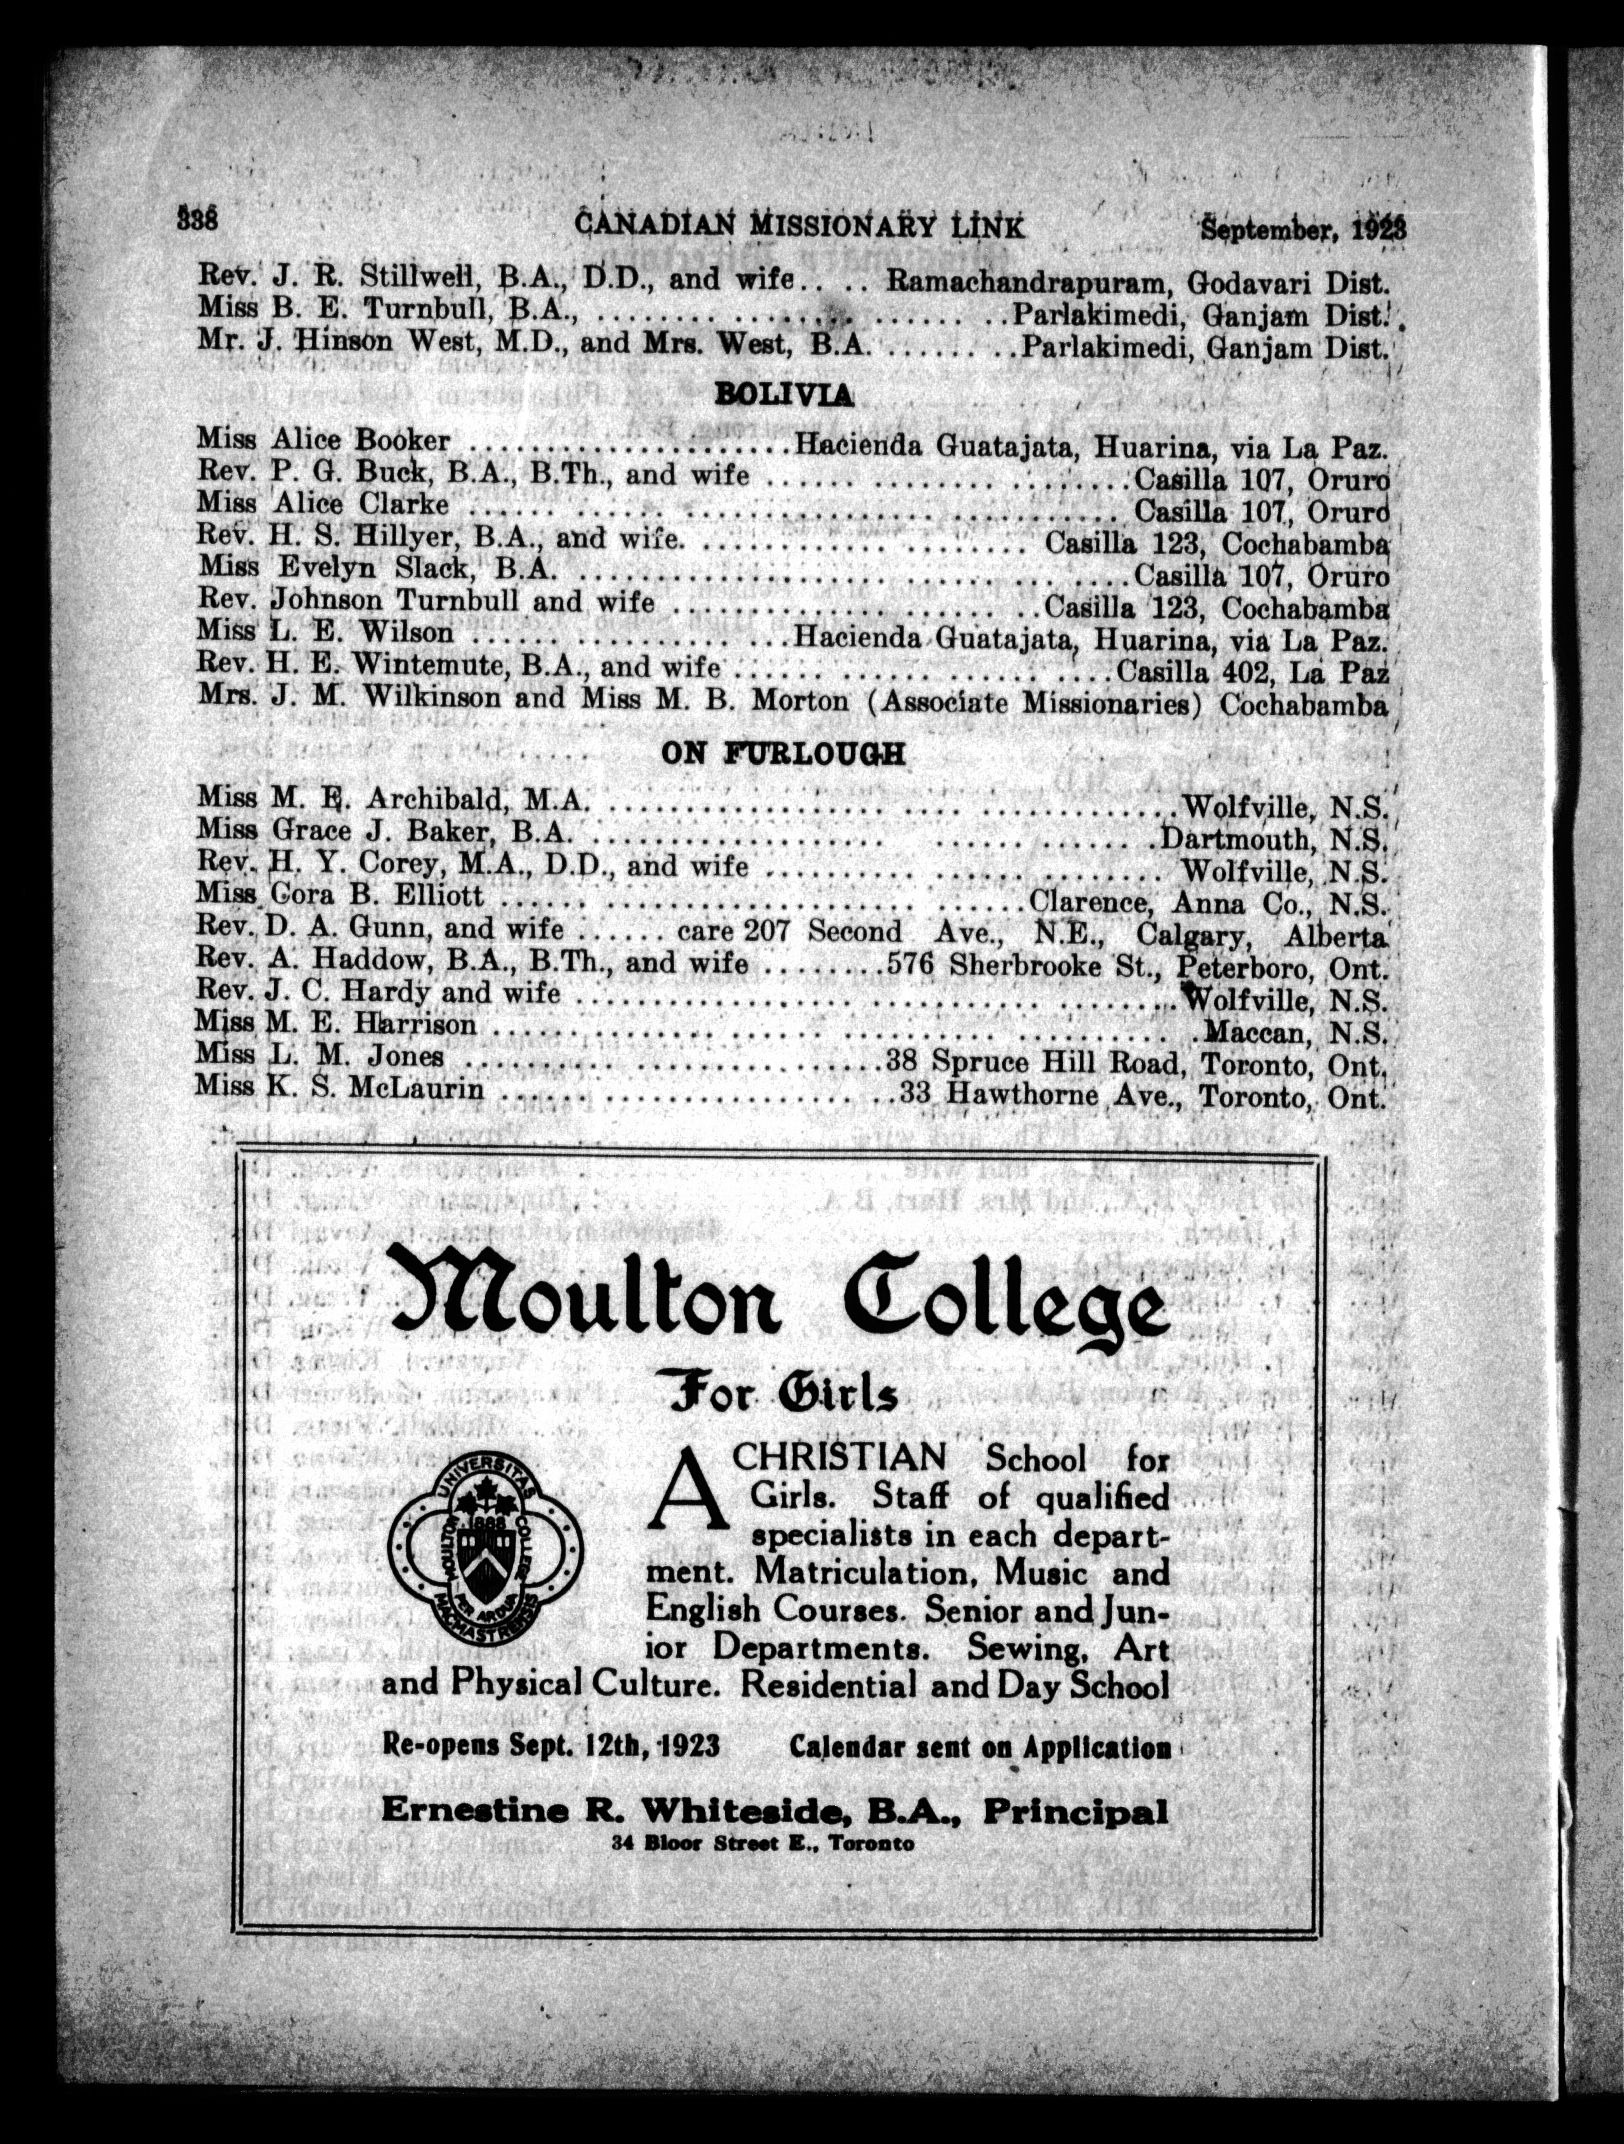 338 CANADIAN MISSIONARY LINK September, 1923
Rev. J. R. Stillwell, B.A., D.D., and wife.. .. Ramachandrapuram, Godavari Dist.
Miss B. E. Turnbull, B.A., ........ ........ ...... ..Parlakimedi, Ganjam Dist.
Mr. J. Hinson West, M.D., and Mrs. West, B.A. ...... ..Parlakimedi, Ganjam Dist.
BOLIVIA
Miss Alice Booker ......................Hacienda Guatajata, Huarina, via La Paz.
Rev. P. G. Buck, B.A., B.Th., and wife ...... ........ ........Casilla 107, Oruro
Miss Alice Clarke ...... ...... ............................ Casilla 107, Oruro
Rev. H. S. Hillyer, B.A., and wife. ............ ......... Casilla 123, Cochabamba
Miss Evelyn Slack, B.A. ............................ ... ....Casilla 107, Oruro
Rev. Johnson Turnbull and wife ............... ...... ..Casilla 123, Cochabamba
Miss L. E. Wilson ...... .......... ...Hacienda Guatajata, Huarina, via La Paz.
Rev. H. E. Wintemute, B.A., and wife ...... ............. ....Casilla 402, La Paz
Mrs. J. M. Wilkinson and Miss M. B. Morton (Associate Missionaries) Cochabamba
ON FURLOUGH
Miss M. E. Archibald, M.A. .................. .... .............Wolfville, N.S.
Miss Grace J. Baker, B.A. ................... ...... .......Dartmouth, N.S.
Rev. H. Y. Corey, M.A., D.D., and wife .......... ...... ........ Wolfville, N.S.
Miss Cora B. Elliott ...... .................... ......Clarence, Anna Co., N.S.
Rev. D. A. Gunn, and wife ...... care 207 Second Ave., N.E., Calgary, Alberta
Rev. A. Haddow, B.A., B.Th., and wife ........576 Sherbrooke St., Peterboro, Ont.
Rev. J. C. Hardy and wife .................. ............ ........Wolfville, N.S.
Miss M. E. Harrison .............. ................... .......... .Maccan, N.S.
Miss L. M. Jones .......... ................38 Spruce Hill Road, Toronto, Ont.
Miss K. S. McLaurin ...... .................. ..33 Hawthorne Ave., Toronto, Ont.
Moulton College
For Girls
A CHRISTIAN School for
Girls. Staff of qualified
specialists in each depart-
ment. Matriculation, Music and
English Courses. Senior and Jun-
ior Departments. Sewing, Art
and Physical Culture. Residential and Day School
UNIVERSITAS
1888
MOULTON COLLEGE
PER ARDUA
MACMASTRENSIS
Re-opens Sept. 12th, 1923 Calendar sent on Application
Ernestine R. Whiteside, B.A., Principal
34 Bloor Street E., Toronto